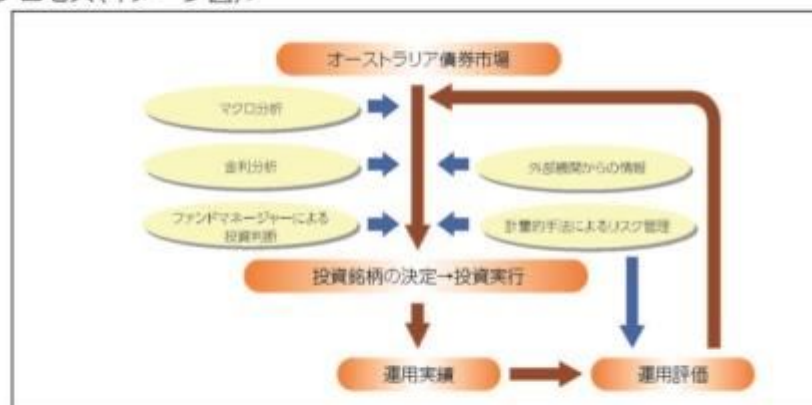 オーストラリア債券市場
マクロ分析
金利分析
外部機関からの情報
ファンドマネージャーによる
投資判断
計量的手法によるリスク管理
投資銘柄の決定→投資実行
運用実績
運用評価